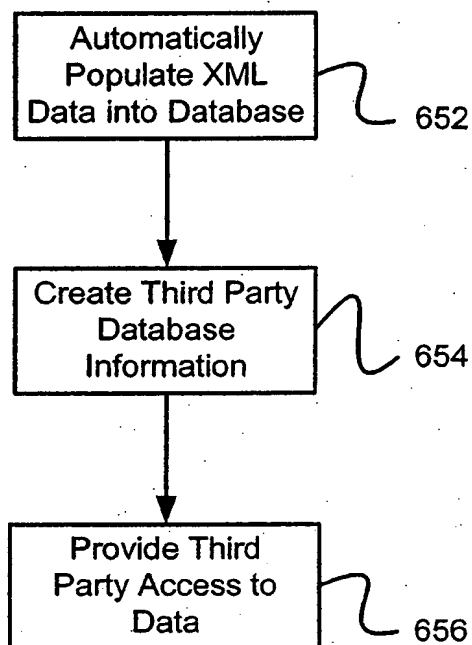 Automatically
Populate XML
Data into Database
652
Create Third Party
Database
Information
654
Provide Third
Party Access to
Data
656